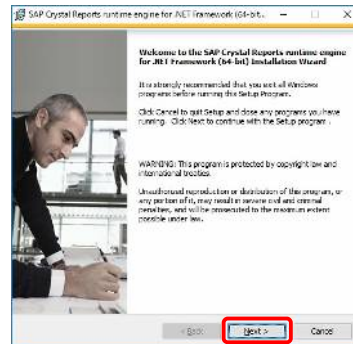 SAP Crystal Reports runtime engine for .NET Framework (64-bit..
Welcome to the SAP Crystal Reports runtime engine
for .NET Framework (64-bit) Installation Wizard
It is strongly recommended that you exit all Windows
programs before running this Setup Program.
Click Cancel to quit Setup and close any programs you have
running. Click Next to continue with the Setup program .
WARNING: This program is protected by copyright law and
international treaties.
Unauthorized reproduction or distribution of this program, or
any portion of it, may result in severe civil and criminal
penalties, and will be prosecuted to the maximum extent
possible under law.
< Back
Next >
Cancel